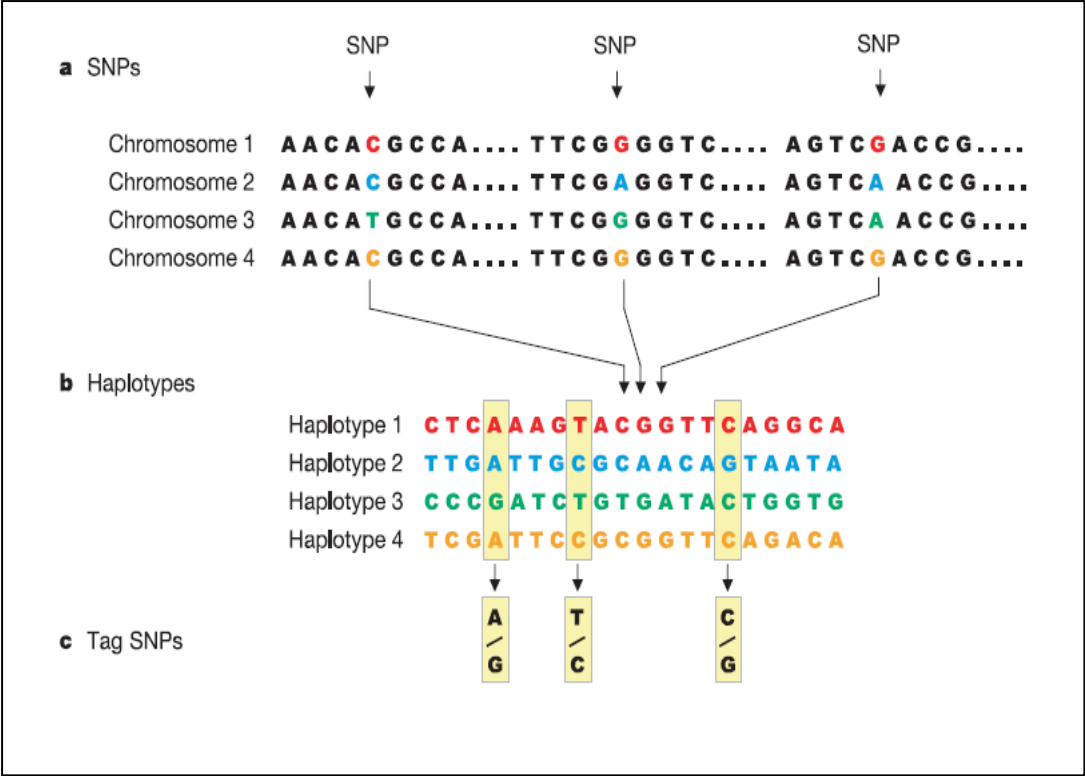 SNP SNP SNP
a SNPs
Chromosome 1 AACACGCCA.... TTCGGGGTC.... AGTCGACCG....
Chromosome 2 AACACGCCA.... TTCGAGGTC.... AGTCAACCG....
Chromosome 3 AACATGCCA.... TTCGGGGTC.... AGTCAACCG....
Chromosome 4 AACACGCCA.... TTCGGGGTC.... AGTCGACCG....
b Haplotypes
Haplotype 1 CTCAAAGTACGGTTCAGGCA
Haplotype 2 TTGATTGCGCAACAGTAATA
Haplotype 3 CCCGATCTGTGATACTGGTG
Haplotype 4 TCGATTCCGCGGTTCAGACA
c Tag SNPs
A/G T/C C/G